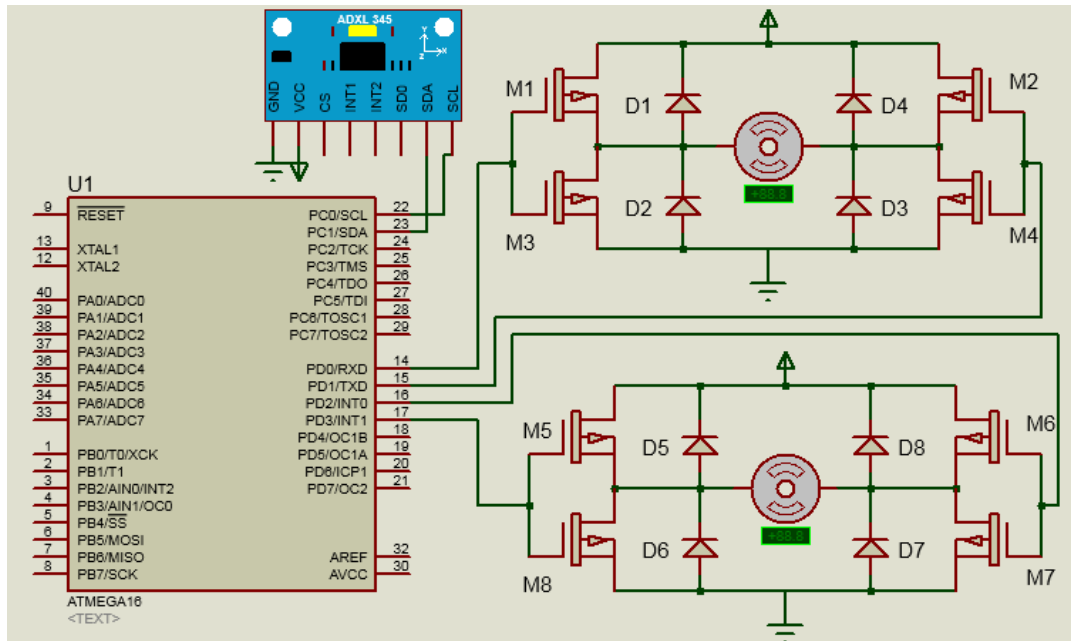 ADXL 345
Y
X
Z
GND
VCC
CS
INT1
INT2
SD0
SDA
SCL
M1
D1
D4
M2
+88.8
M3
D2
D3
M4
U1
9
RESET
13
XTAL1
12
XTAL2
40
PA0/ADC0
39
PA1/ADC1
38
PA2/ADC2
37
PA3/ADC3
36
PA4/ADC4
35
PA5/ADC5
34
PA6/ADC6
33
PA7/ADC7
1
PB0/T0/XCK
2
PB1/T1
3
PB2/AIN0/INT2
4
PB3/AIN1/OC0
5
PB4/SS
6
PB5/MOSI
7
PB6/MISO
8
PB7/SCK
PC0/SCL
22
PC1/SDA
23
PC2/TCK
24
PC3/TMS
25
PC4/TDO
26
PC5/TDI
27
PC6/TOSC1
28
PC7/TOSC2
29
PD0/RXD
14
PD1/TXD
15
PD2/INT0
16
PD3/INT1
17
PD4/OC1B
18
PD5/OC1A
19
PD6/ICP1
20
PD7/OC2
21
AREF
32
AVCC
30
ATMEGA16
<TEXT>
M5
D5
D8
M6
+88.8
M8
D6
D7
M7